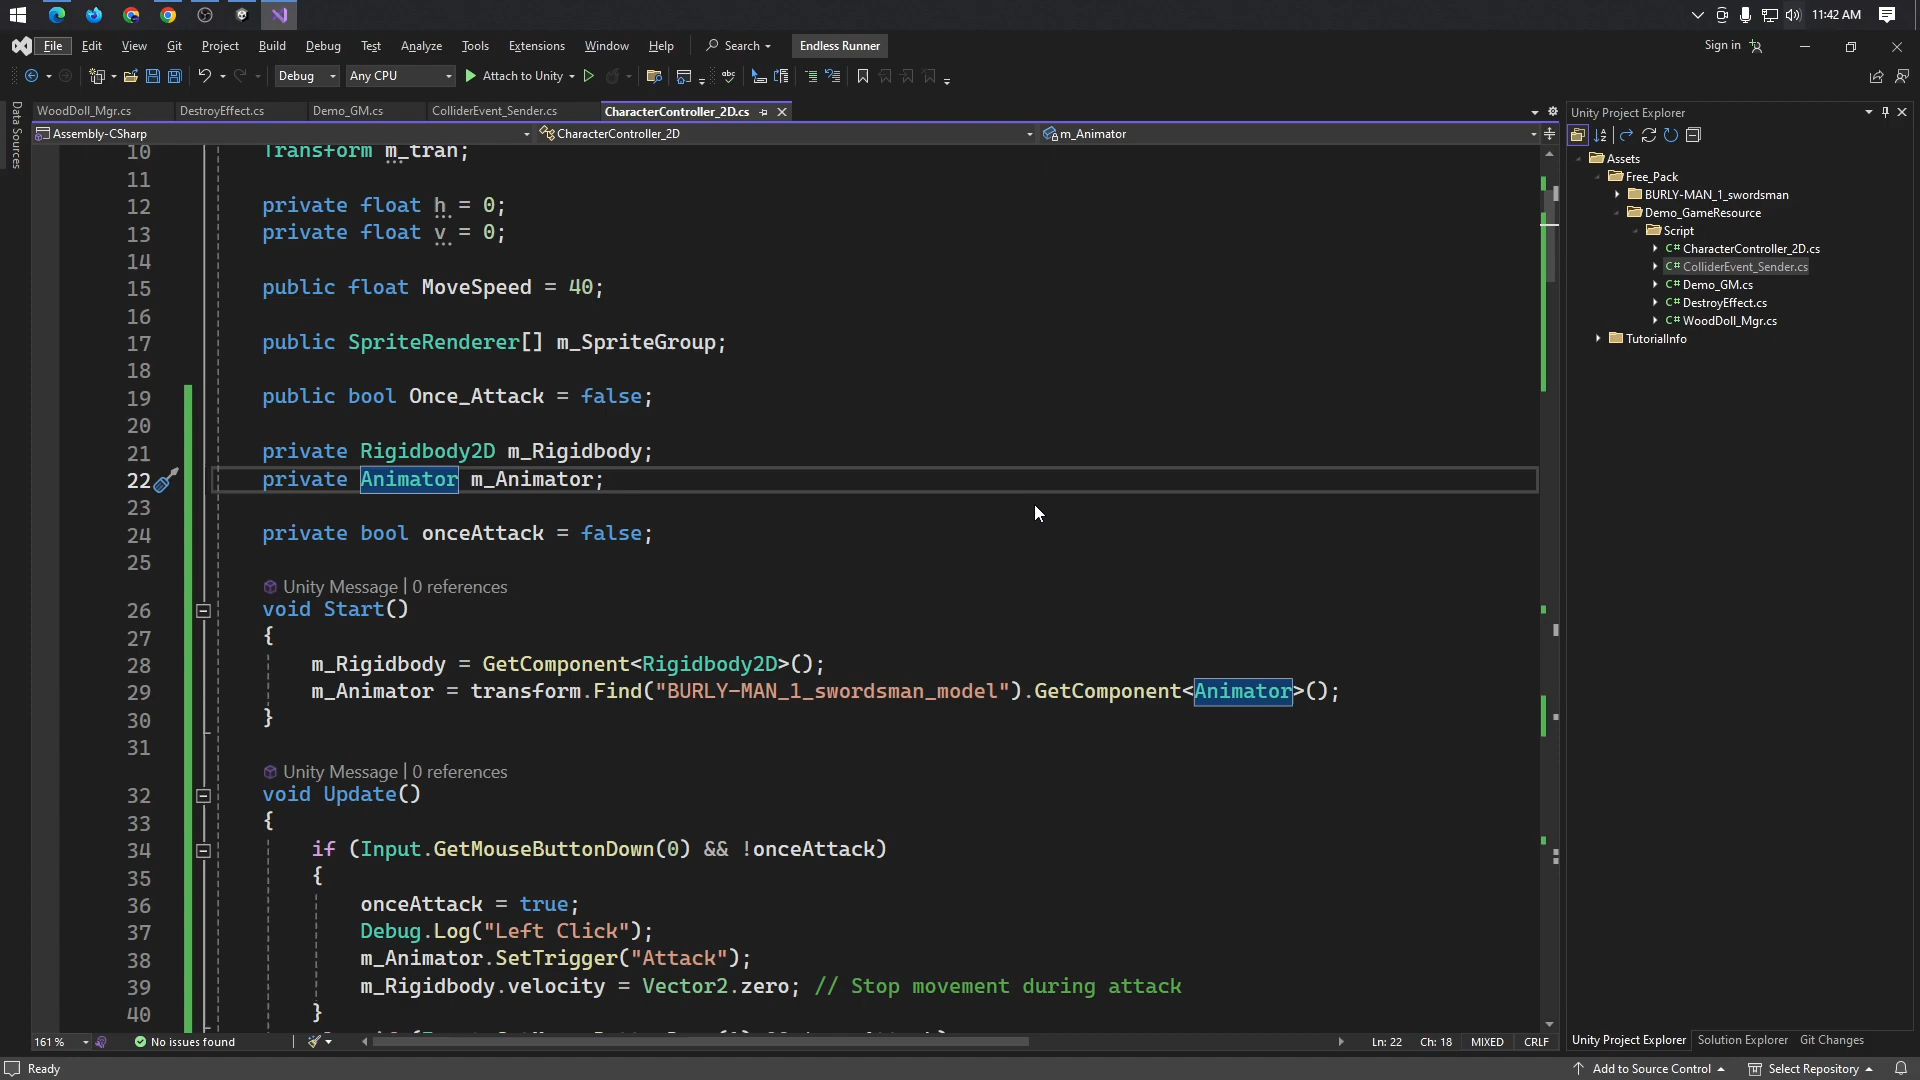 11:42 AM
File Edit View Git Project Build Debug Test Analyze Tools Extensions Window Help Search Endless Runner Sign in
Debug Any CPU Attach to Unity
Data Sources
WoodDoll_Mgr.cs DestroyEffect.cs Demo_GM.cs ColliderEvent_Sender.cs CharacterController_2D.cs
Assembly-CSharp CharacterController_2D m_Animator
10 Transform m_tran;
11
12 private float h = 0;
13 private float v = 0;
14
15 public float MoveSpeed = 40;
16
17 public SpriteRenderer[] m_SpriteGroup;
18
19 public bool Once_Attack = false;
20
21 private Rigidbody2D m_Rigidbody;
22 private Animator m_Animator;
23
24 private bool onceAttack = false;
25
Unity Message | 0 references
26 void Start()
27 {
28 m_Rigidbody = GetComponent<Rigidbody2D>();
29 m_Animator = transform.Find("BURLY-MAN_1_swordsman_model").GetComponent<Animator>();
30 }
31
Unity Message | 0 references
32 void Update()
33 {
34 if (Input.GetMouseButtonDown(0) && !onceAttack)
35 {
36 onceAttack = true;
37 Debug.Log("Left Click");
38 m_Animator.SetTrigger("Attack");
39 m_Rigidbody.velocity = Vector2.zero; // Stop movement during attack
40 }
161 % No issues found Ln: 22 Ch: 18 MIXED CRLF
Unity Project Explorer
Assets
Free_Pack
BURLY-MAN_1_swordsman
Demo_GameResource
Script
C# CharacterController_2D.cs
C# ColliderEvent_Sender.cs
C# Demo_GM.cs
C# DestroyEffect.cs
C# WoodDoll_Mgr.cs
TutorialInfo
Unity Project Explorer Solution Explorer Git Changes
Ready Add to Source Control Select Repository